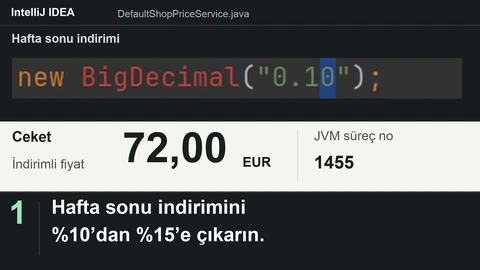 IntelliJ IDEA DefaultShopPriceService.java
Hafta sonu indirimi
new BigDecimal("0.10");
Ceket
İndirimli fiyat
72,00 EUR
JVM süreç no
1455
1
Hafta sonu indirimini
%10’dan %15’e çıkarın.